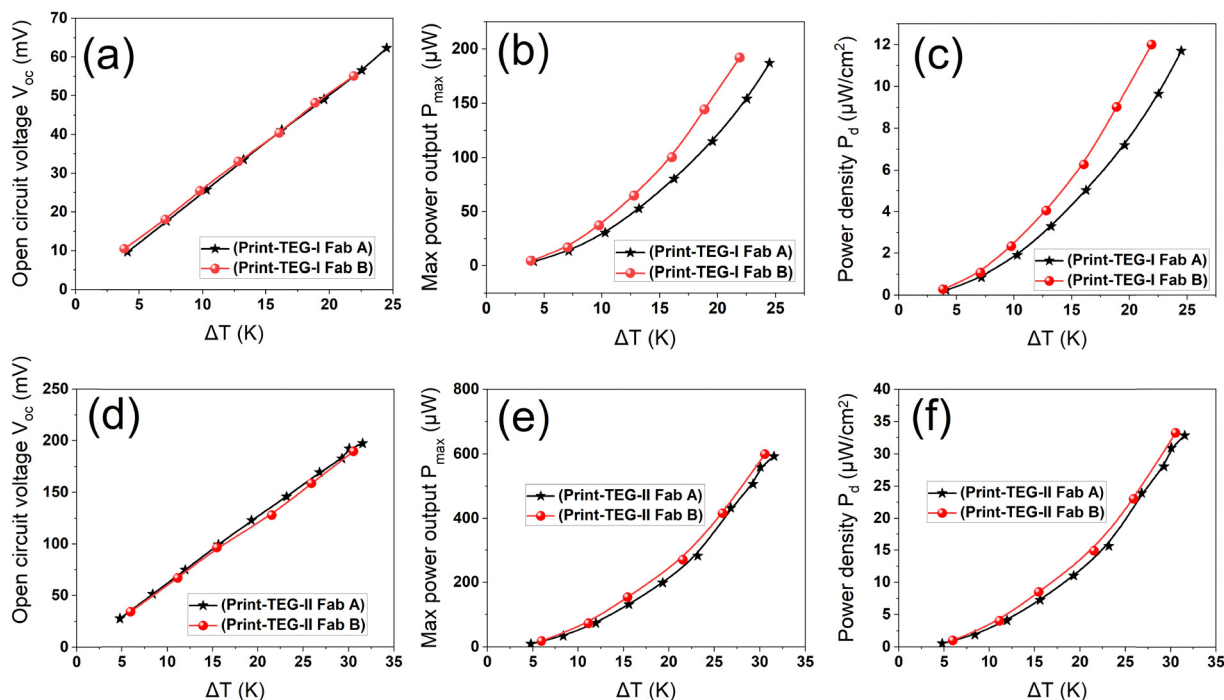 (a)
Open circuit voltage Voc (mV)
70
60
50
40
30
20
10
0
0 5 10 15 20 25
ΔT (K)
(Print-TEG-I Fab A)
(Print-TEG-I Fab B)
(b)
Max power output Pmax (µW)
200
150
100
50
0
0 5 10 15 20 25
ΔT (K)
(Print-TEG-I Fab A)
(Print-TEG-I Fab B)
(c)
Power density Pd (µW/cm²)
12
10
8
6
4
2
0
0 5 10 15 20 25
ΔT (K)
(Print-TEG-I Fab A)
(Print-TEG-I Fab B)
(d)
Open circuit voltage Voc (mV)
250
200
150
100
50
0
0 5 10 15 20 25 30 35
ΔT (K)
(Print-TEG-II Fab A)
(Print-TEG-II Fab B)
(e)
Max power output Pmax (µW)
800
600
400
200
0
0 5 10 15 20 25 30 35
ΔT (K)
(Print-TEG-II Fab A)
(Print-TEG-II Fab B)
(f)
Power density Pd (µW/cm²)
40
35
30
25
20
15
10
5
0
0 5 10 15 20 25 30 35
ΔT (K)
(Print-TEG-II Fab A)
(Print-TEG-II Fab B)